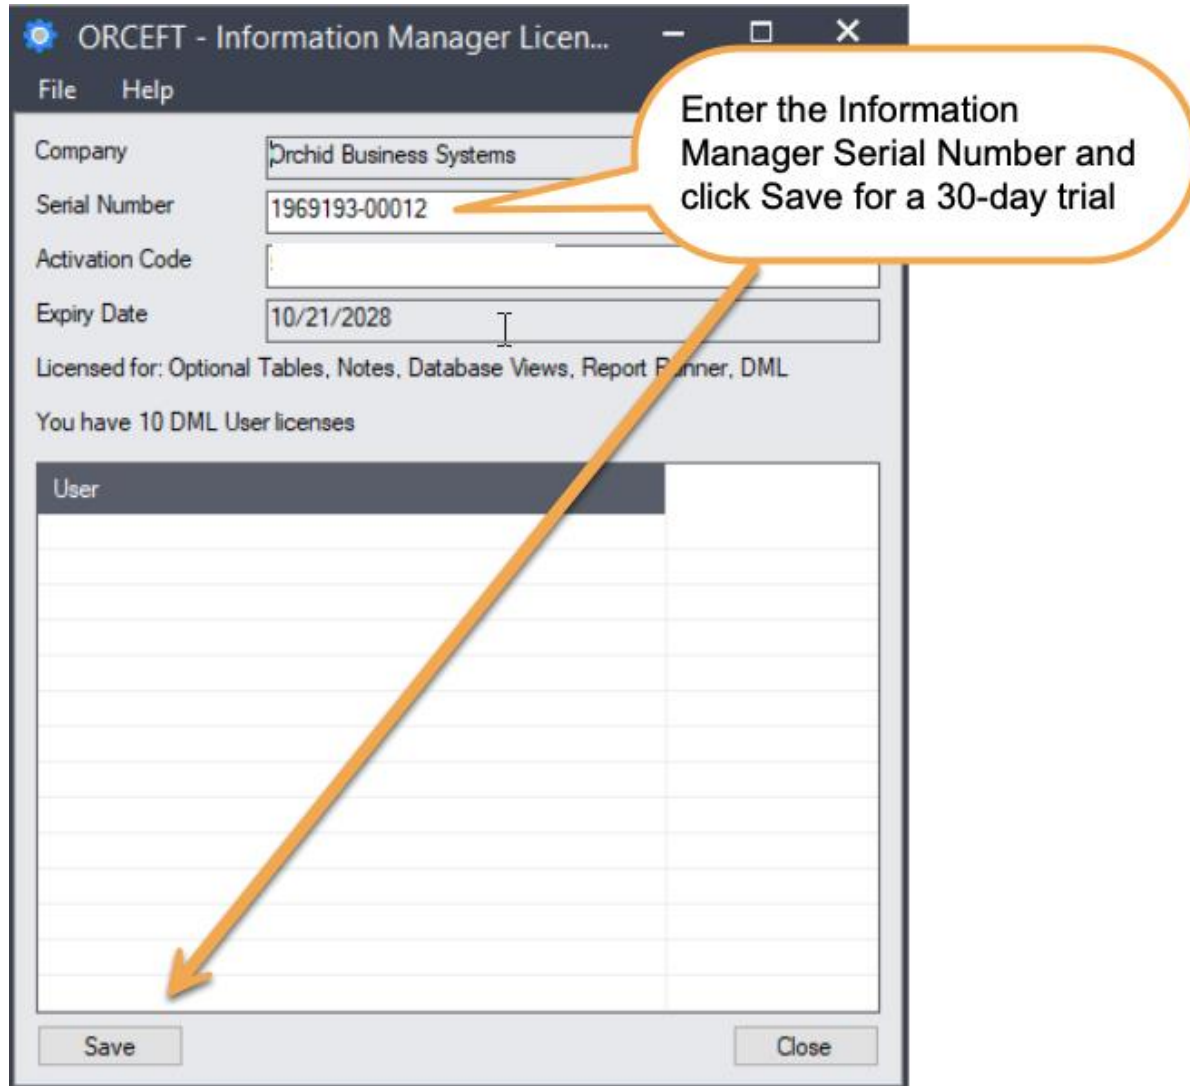 ORCEFT - Information Manager Licen...
File Help
Enter the Information
Manager Serial Number and
click Save for a 30-day trial
Company Orchid Business Systems
Serial Number 1969193-00012
Activation Code
Expiry Date 10/21/2028
Licensed for: Optional Tables, Notes, Database Views, Report Runner, DML
You have 10 DML User licenses
User
Save Close